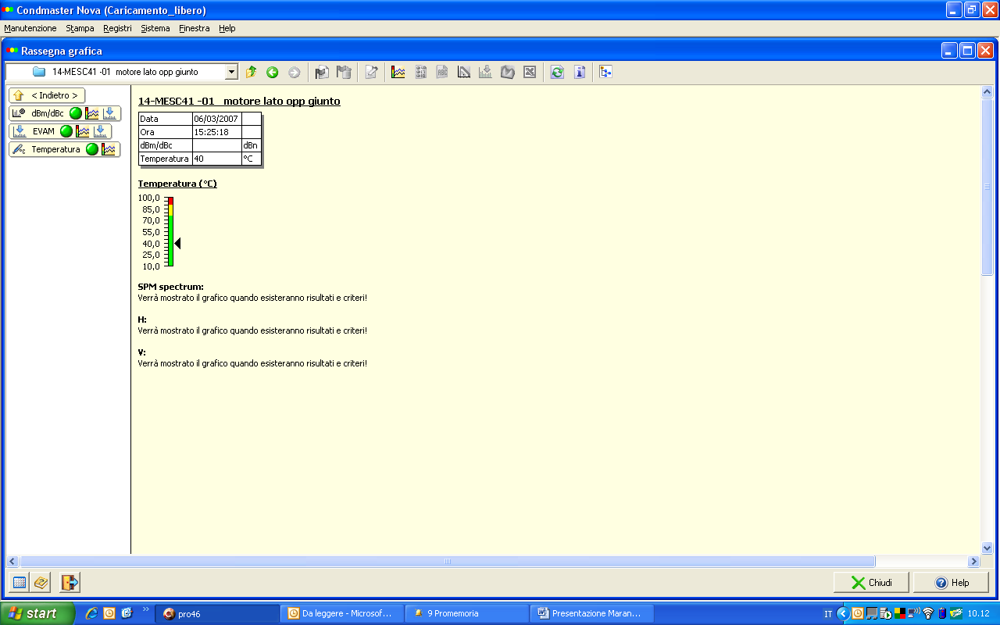 Condmaster Nova (Caricamento_libero)
Manutenzione Stampa Registri Sistema Finestra Help
Rassegna grafica
14-MESC41 -01 motore lato opp giunto
< Indietro >
dBm/dBc
EVAM
Temperatura
14-MESC41 -01 motore lato opp giunto
Data 06/03/2007
Ora 15:25:18
dBm/dBc dBn
Temperatura 40 °C
Temperatura (°C)
100,0
85,0
70,0
55,0
40,0
25,0
10,0
SPM spectrum:
Verrà mostrato il grafico quando esisteranno risultati e criteri!
H:
Verrà mostrato il grafico quando esisteranno risultati e criteri!
V:
Verrà mostrato il grafico quando esisteranno risultati e criteri!
Chiudi Help
start pro46 Da leggere - Microsof... 9 Promemoria Presentazione Maran... IT 10.12